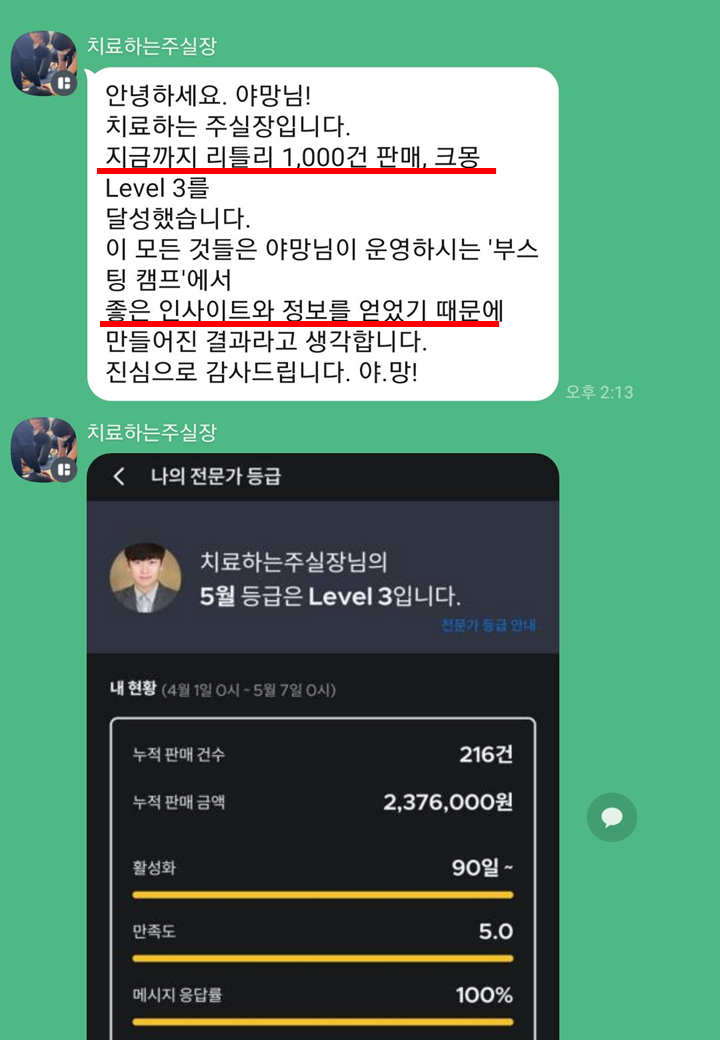 치료하는주실장
안녕하세요. 야망님!
치료하는 주실장입니다.
지금까지 리틀리 1,000건 판매, 크몽
Level 3를
달성했습니다.
이 모든 것들은 야망님이 운영하시는 '부스
팅 캠프'에서
좋은 인사이트와 정보를 얻었기 때문에
만들어진 결과라고 생각합니다.
진심으로 감사드립니다. 야.망!
오후 2:13
치료하는주실장
나의 전문가 등급
치료하는주실장님의
5월 등급은 Level 3입니다.
전문가 등급 안내
내 현황 (4월 1일 0시 ~ 5월 7일 0시)
누적 판매 건수 216건
누적 판매 금액 2,376,000원
활성화 90일 ~
만족도 5.0
메시지 응답률 100%